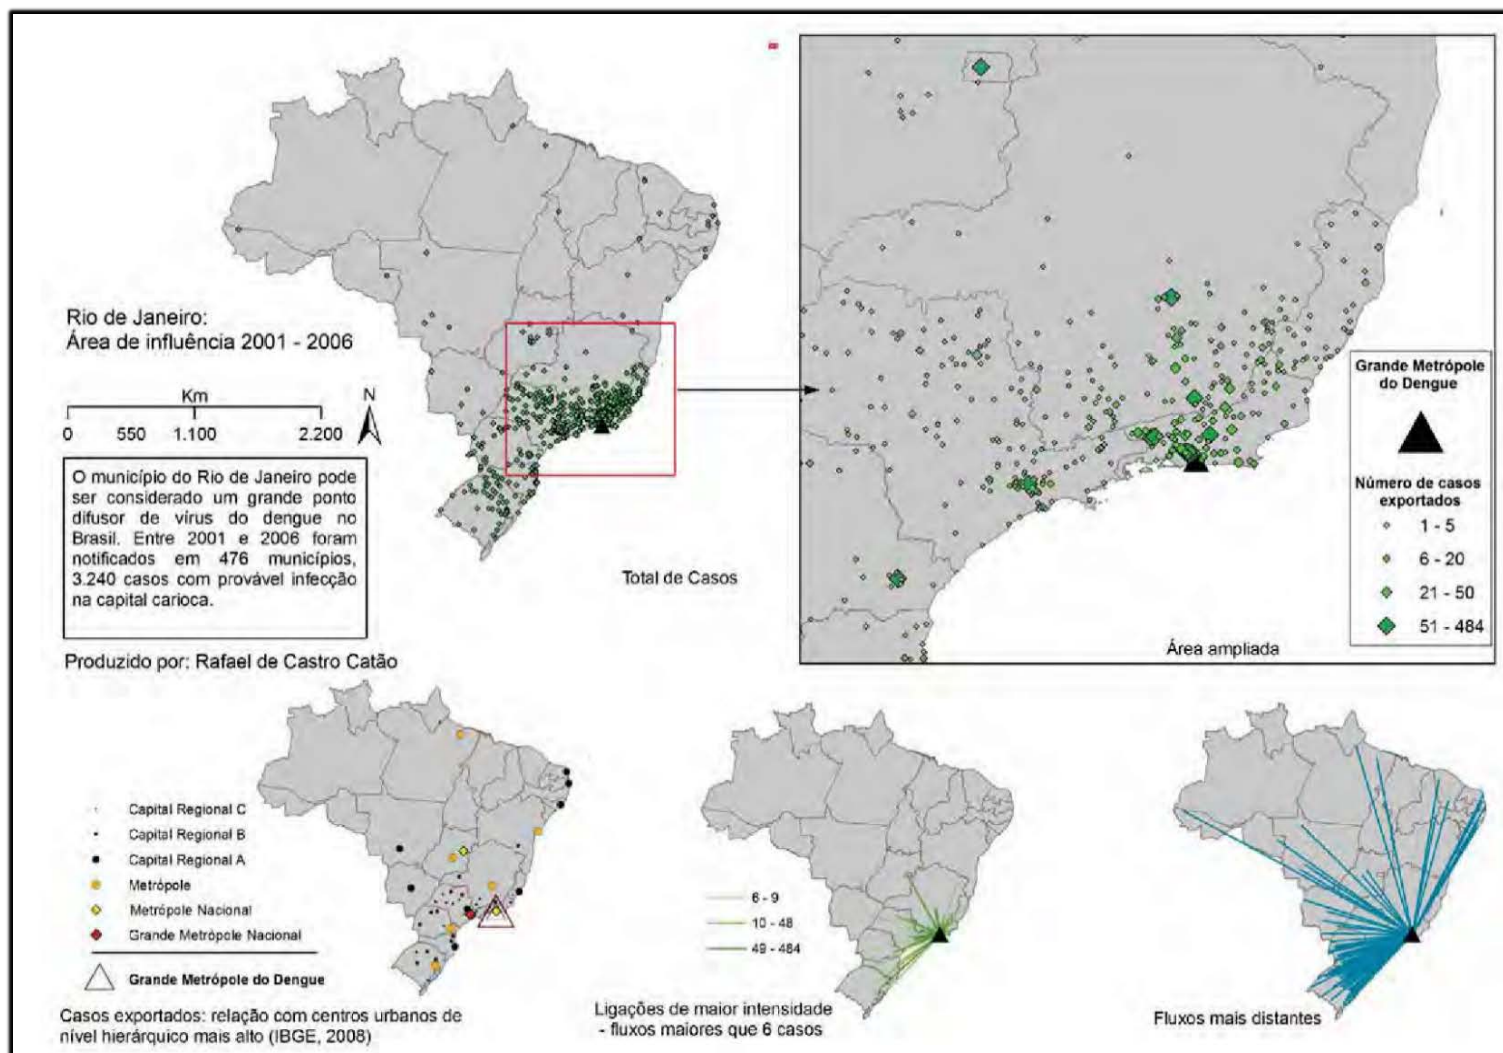 Rio de Janeiro:
Área de influência 2001 - 2006
Km
0 550 1.100 2.200
N
O município do Rio de Janeiro pode
ser considerado um grande ponto
difusor de vírus do dengue no
Brasil. Entre 2001 e 2006 foram
notificados em 476 municípios,
3.240 casos com provável infecção
na capital carioca.
Produzido por: Rafael de Castro Catão
Total de Casos
Grande Metrópole
do Dengue
Número de casos
exportados
1 - 5
6 - 20
21 - 50
51 - 484
Área ampliada
Capital Regional C
Capital Regional B
Capital Regional A
Metrópole
Metrópole Nacional
Grande Metrópole Nacional
Grande Metrópole do Dengue
Casos exportados: relação com centros urbanos de
nível hierárquico mais alto (IBGE, 2008)
6 - 9
10 - 48
49 - 484
Ligações de maior intensidade
- fluxos maiores que 6 casos
Fluxos mais distantes